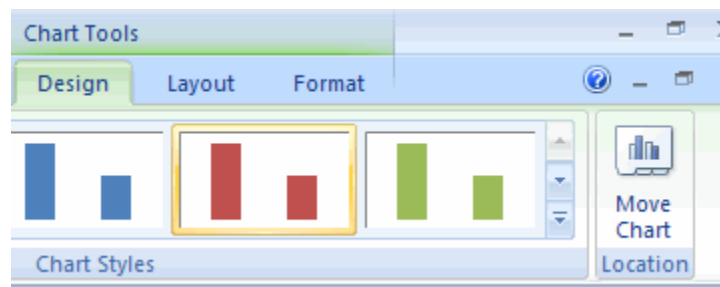 Chart Tools
Design Layout Format
Move
Chart
Chart Styles Location